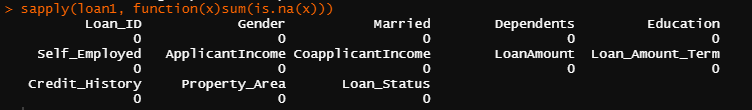 > sapply(loan1, function(x)sum(is.na(x)))
Loan_ID Gender Married Dependents Education
0 0 0 0 0
Self_Employed ApplicantIncome CoapplicantIncome LoanAmount Loan_Amount_Term
0 0 0 0 0
Credit_History Property_Area Loan_Status
0 0 0